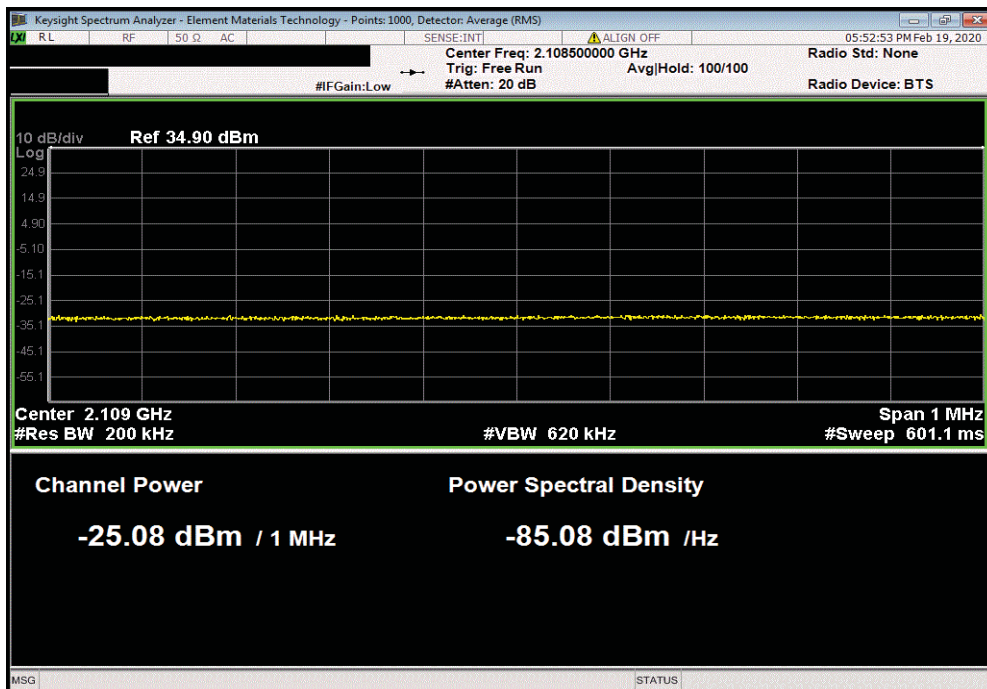 Keysight Spectrum Analyzer - Element Materials Technology - Points: 1000, Detector: Average (RMS)
LXI RL RF 50 Ω AC SENSE:INT ALIGN OFF 05:52:53 PM Feb 19, 2020
Center Freq: 2.108500000 GHz Radio Std: None
Trig: Free Run Avg|Hold: 100/100
#IFGain:Low #Atten: 20 dB Radio Device: BTS
10 dB/div Ref 34.90 dBm
Log
24.9
14.9
4.90
-5.10
-15.1
-25.1
-35.1
-45.1
-55.1
Center 2.109 GHz Span 1 MHz
#Res BW 200 kHz #VBW 620 kHz #Sweep 601.1 ms
Channel Power Power Spectral Density
-25.08 dBm / 1 MHz -85.08 dBm /Hz
MSG STATUS